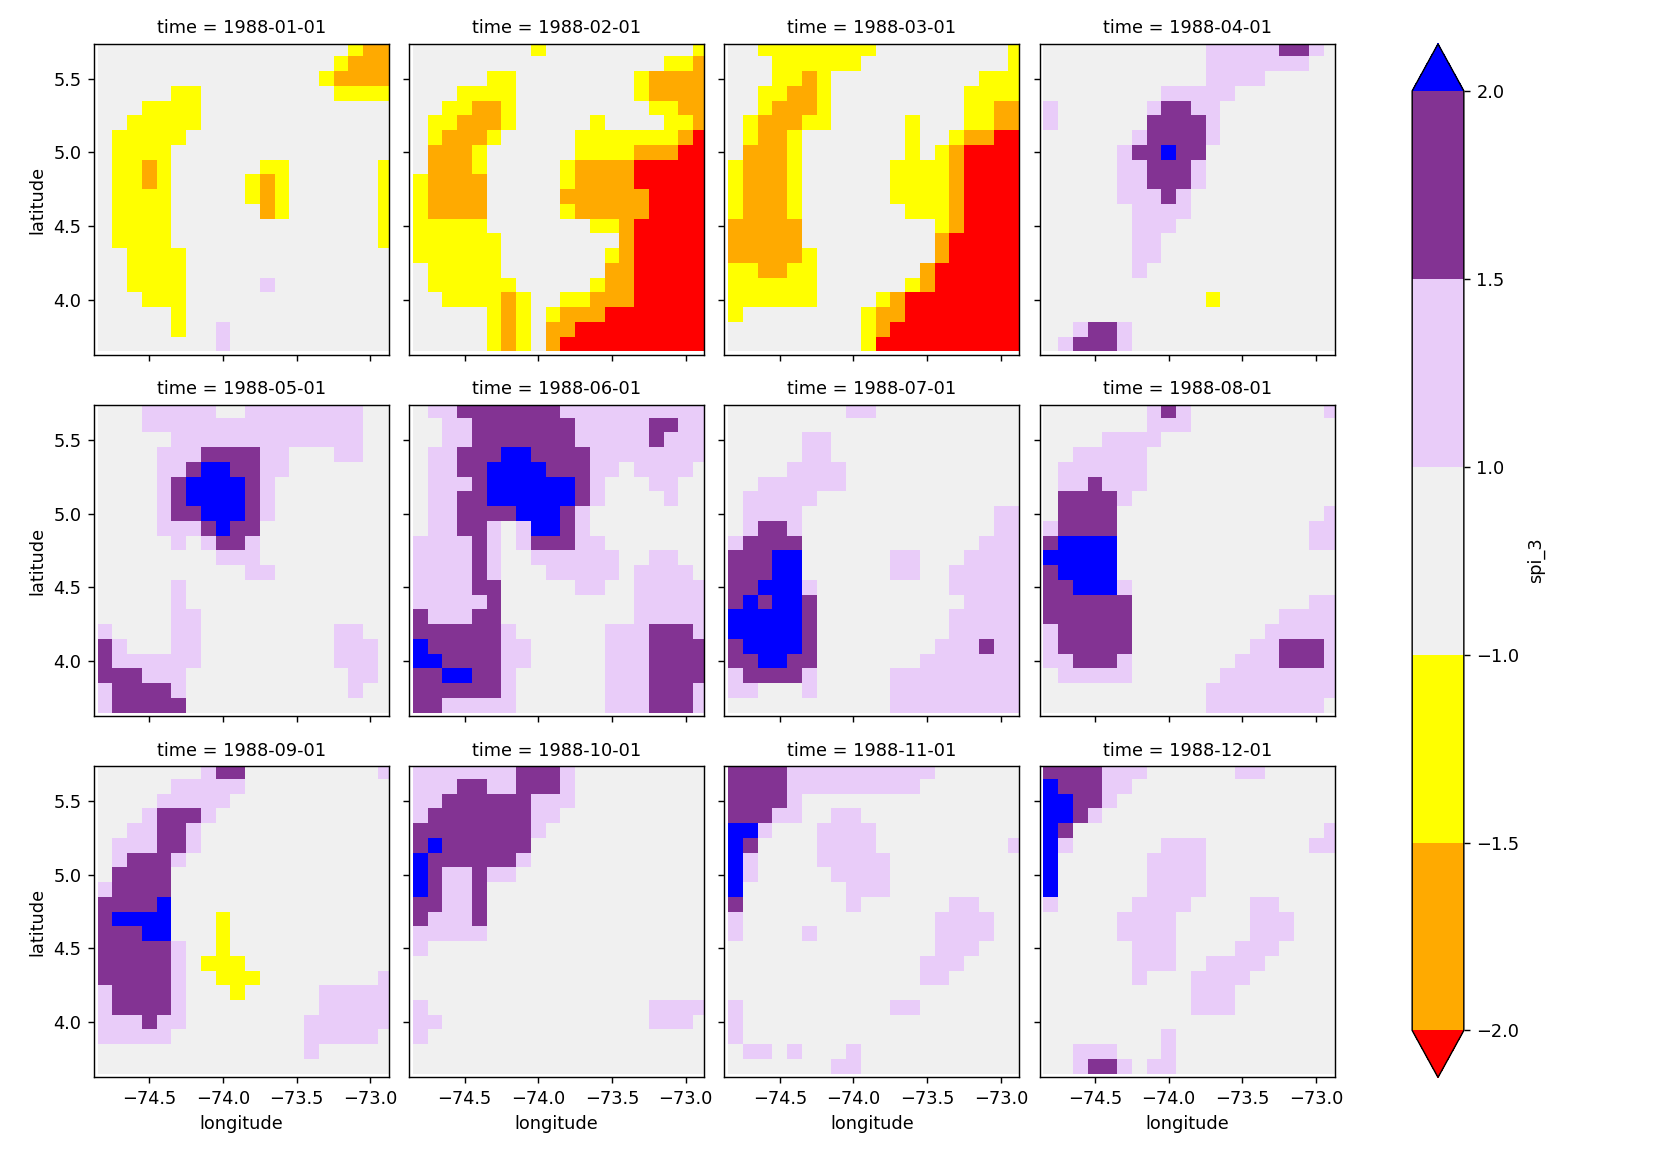 time = 1988-01-01
time = 1988-02-01
time = 1988-03-01
time = 1988-04-01
latitude
5.5
5.0
4.5
4.0
time = 1988-05-01
time = 1988-06-01
time = 1988-07-01
time = 1988-08-01
latitude
5.5
5.0
4.5
4.0
time = 1988-09-01
time = 1988-10-01
time = 1988-11-01
time = 1988-12-01
latitude
5.5
5.0
4.5
4.0
−74.5 −74.0 −73.5 −73.0
longitude
−74.5 −74.0 −73.5 −73.0
longitude
−74.5 −74.0 −73.5 −73.0
longitude
−74.5 −74.0 −73.5 −73.0
longitude
2.0
1.5
1.0
−1.0
−1.5
−2.0
spi_3